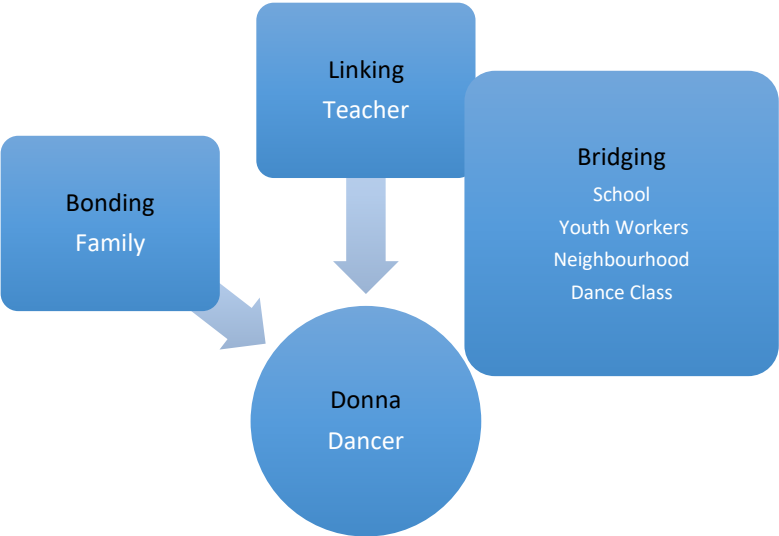 Linking
Teacher
Bonding
Family
Bridging
School
Youth Workers
Neighbourhood
Dance Class
Donna
Dancer